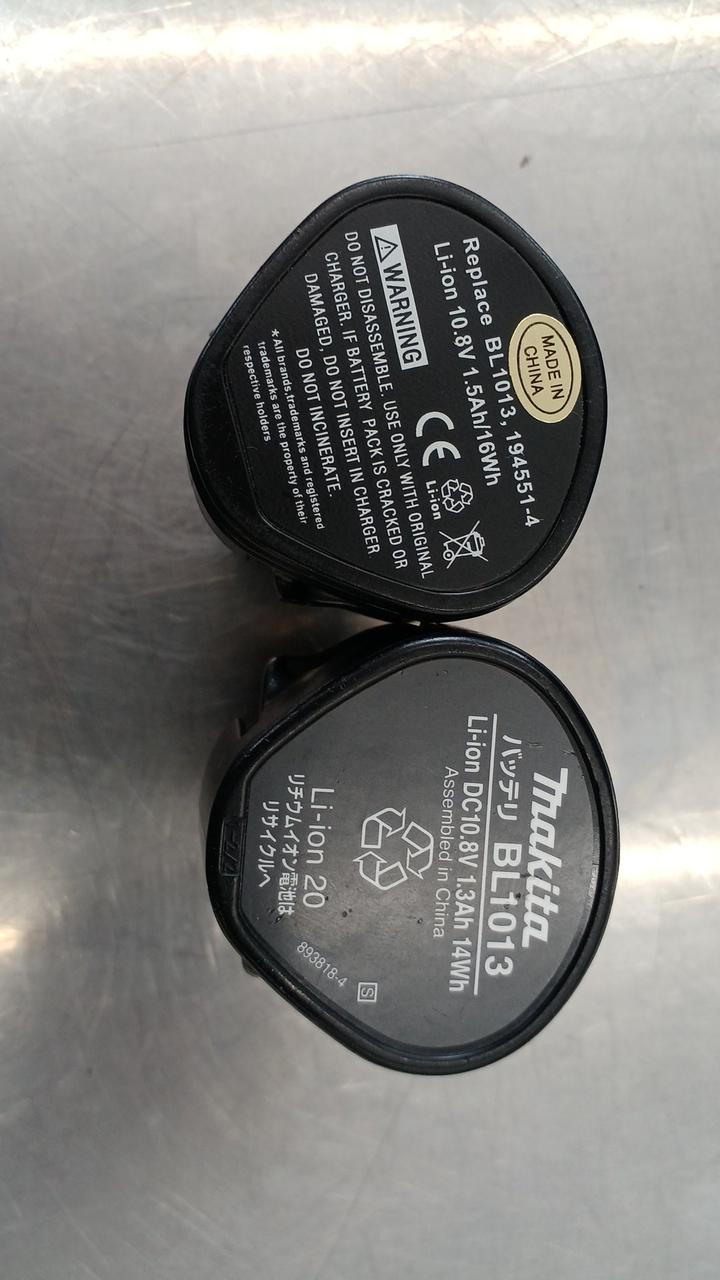 Replace BL1013, 194551-4
Li-ion 10.8V 1.5Ah/16Wh
MADE IN
CHINA
WARNING
CE
Li-ion
DO NOT DISASSEMBLE. USE ONLY WITH ORIGINAL
CHARGER. IF BATTERY PACK IS CRACKED OR
DAMAGED, DO NOT INSERT IN CHARGER
DO NOT INCINERATE.
*All brands,trademarks and registered
trademarks are the property of their
respective holders
makita
バッテリ BL1013
Li-ion DC10.8V 1.3Ah 14Wh
Assembled in China
Li-ion 20
リチウムイオン電池は
リサイクルへ
893818-4
S